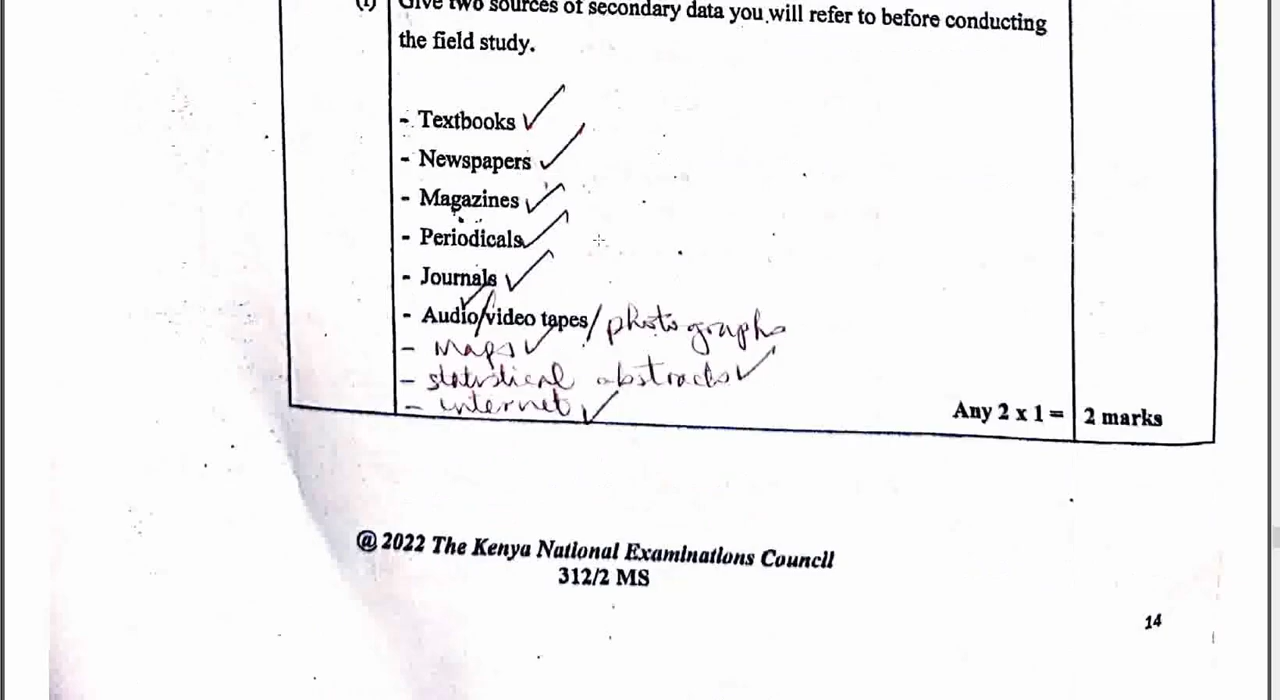 (i) Give two sources of secondary data you will refer to before conducting
the field study.
- Textbooks ✓
- Newspapers ✓
- Magazines ✓
- Periodicals ✓
- Journals ✓
- Audio/video tapes/photographs
- Maps ✓
- statistical abstracts ✓
- internet ✓
Any 2 x 1 = 2 marks
@ 2022 The Kenya National Examinations Council
312/2 MS
14